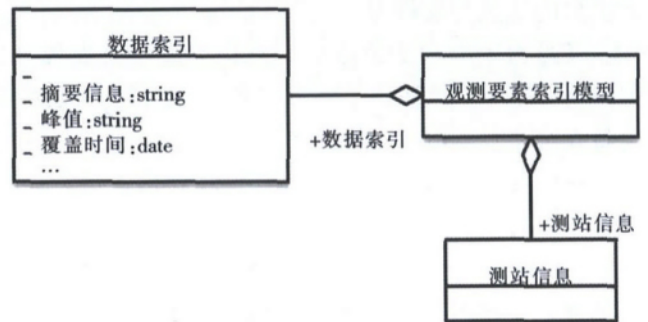 数据索引
摘要信息:string
峰值:string
覆盖时间:date
...
观测要素索引模型
+数据索引
+测站信息
测站信息